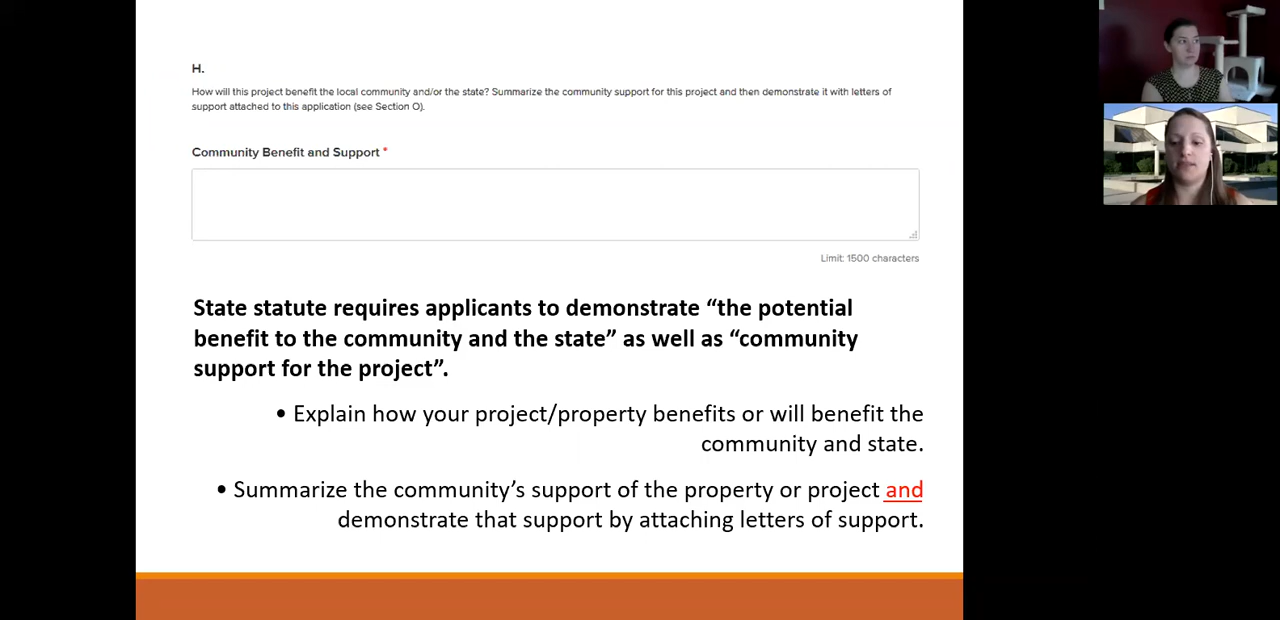 H.
How will this project benefit the local community and/or the state? Summarize the community support for this project and then demonstrate it with letters of
support attached to this application (see Section O).
Community Benefit and Support *
Limit: 1500 characters
State statute requires applicants to demonstrate “the potential
benefit to the community and the state” as well as “community
support for the project”.
• Explain how your project/property benefits or will benefit the
community and state.
• Summarize the community’s support of the property or project and
demonstrate that support by attaching letters of support.